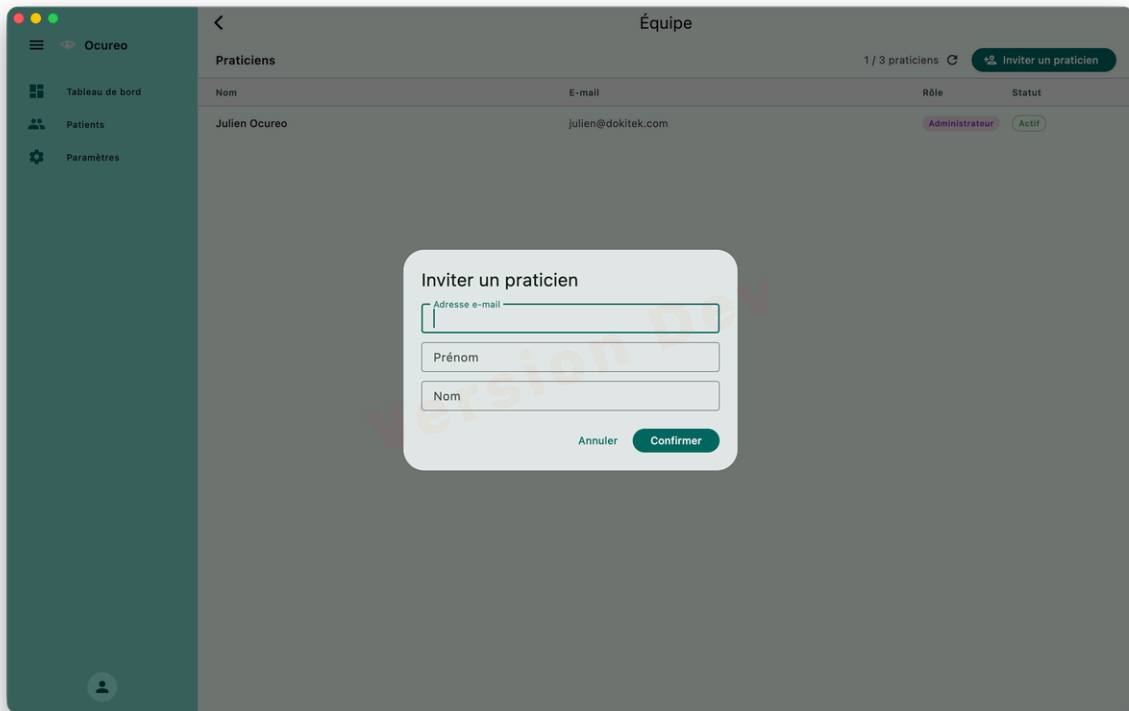 Équipe
Ocureo
Praticiens
1 / 3 praticiens
Inviter un praticien
Tableau de bord
Patients
Paramètres
Nom
E-mail
Rôle
Statut
Julien Ocureo
julien@dokitek.com
Administrateur
Actif
Inviter un praticien
Adresse e-mail
Prénom
Nom
Annuler
Confirmer
Version Dev